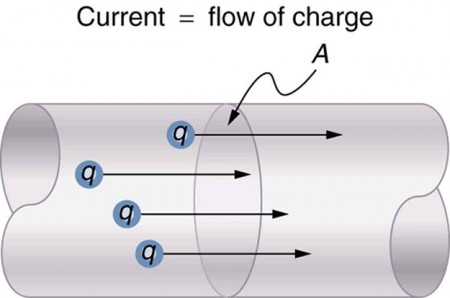 Current = flow of charge
A
q
q
q
q